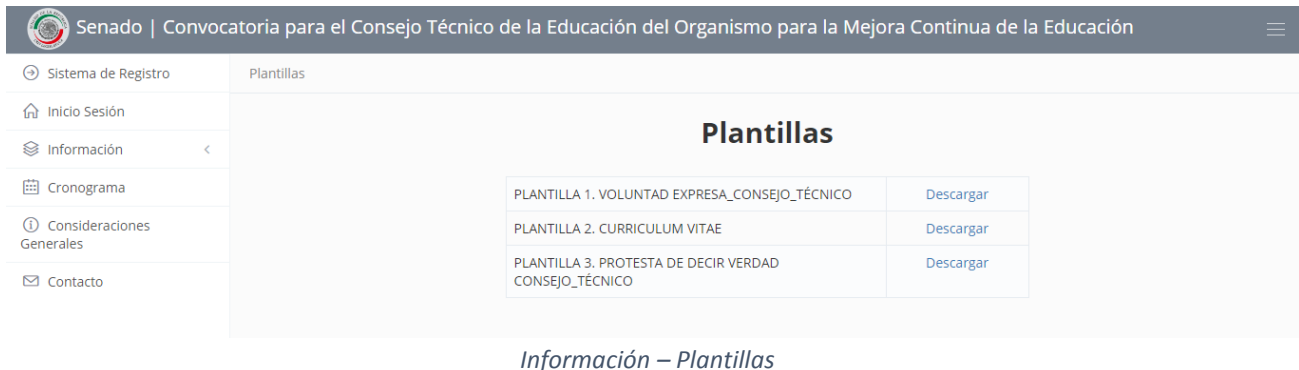 Senado | Convocatoria para el Consejo Técnico de la Educación del Organismo para la Mejora Continua de la Educación
Sistema de Registro
Inicio Sesión
Información
Cronograma
Consideraciones
Generales
Contacto
Plantillas
Plantillas
PLANTILLA 1. VOLUNTAD EXPRESA_CONSEJO_TÉCNICO Descargar
PLANTILLA 2. CURRICULUM VITAE Descargar
PLANTILLA 3. PROTESTA DE DECIR VERDAD Descargar
CONSEJO_TÉCNICO
Información – Plantillas